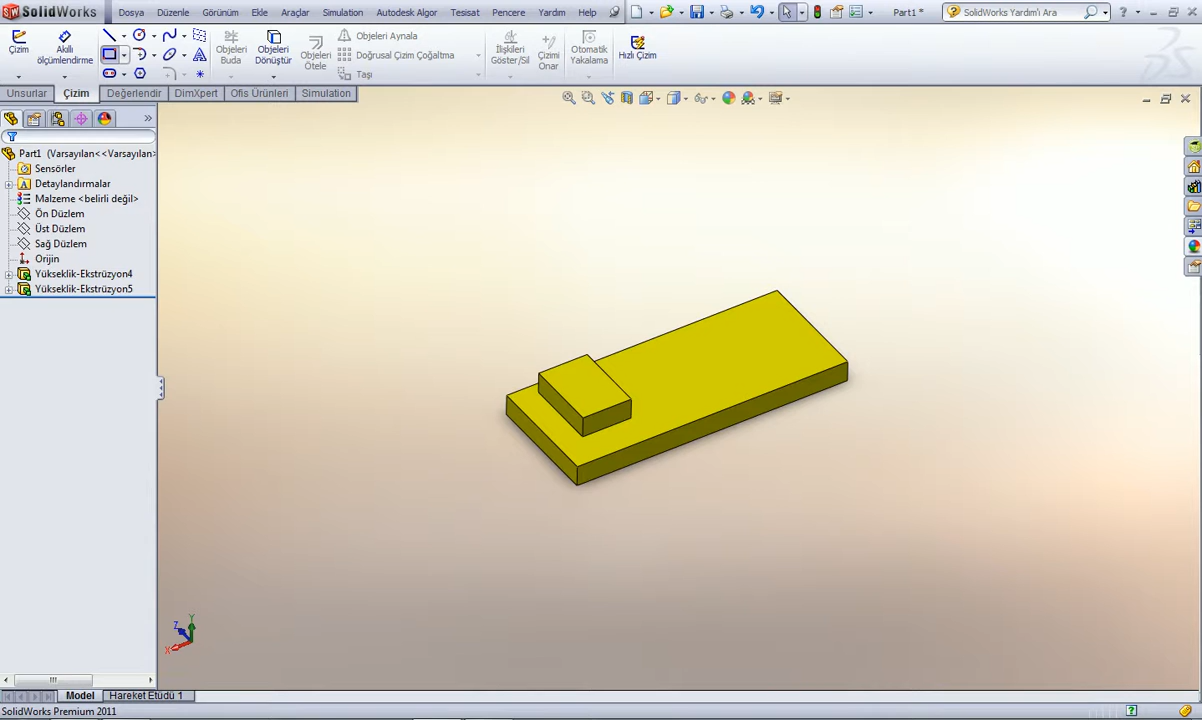 SolidWorks
Dosya Düzenle Görünüm Ekle Araçlar Simulation Autodesk Algor Tesisat Pencere Yardım Help
Part1 *
SolidWorks Yardım'ı Ara
Çizim
Akıllı ölçümlendirme
Objeleri Buda
Objeleri Dönüştür
Objeleri Ötele
Objeleri Aynala
Doğrusal Çizim Çoğaltma
Taşı
İlişkileri Göster/Sil
Çizimi Onar
Otomatik Yakalama
Hızlı Çizim
Unsurlar Çizim Değerlendir DimXpert Ofis Ürünleri Simulation
Part1 (Varsayılan<<Varsayılan>
Sensörler
Detaylandırmalar
Malzeme <belirli değil>
Ön Düzlem
Üst Düzlem
Sağ Düzlem
Orijin
Yükseklik-Ekstrüzyon4
Yükseklik-Ekstrüzyon5
Y
Z
X
Model Hareket Etüdü 1
SolidWorks Premium 2011